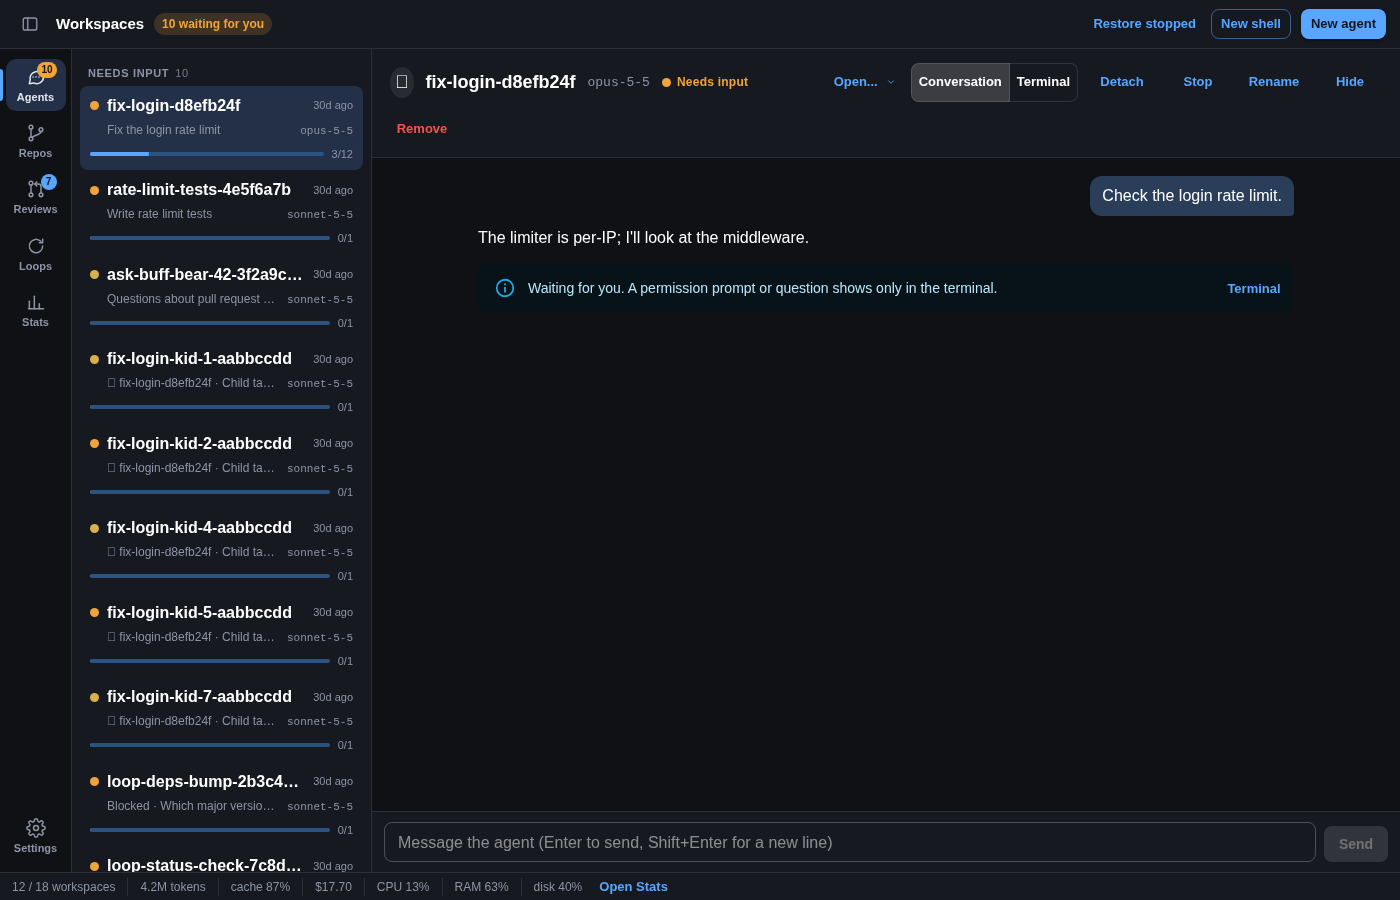 Workspaces
10 waiting for you
Restore stopped
New shell
New agent
10
Agents
Repos
7
Reviews
Loops
Stats
Settings
NEEDS INPUT 10
fix-login-d8efb24f 30d ago
Fix the login rate limit opus-5-5
3/12
rate-limit-tests-4e5f6a7b 30d ago
Write rate limit tests sonnet-5-5
0/1
ask-buff-bear-42-3f2a9c... 30d ago
Questions about pull request ... sonnet-5-5
0/1
fix-login-kid-1-aabbccdd 30d ago
fix-login-d8efb24f · Child ta... sonnet-5-5
0/1
fix-login-kid-2-aabbccdd 30d ago
fix-login-d8efb24f · Child ta... sonnet-5-5
0/1
fix-login-kid-4-aabbccdd 30d ago
fix-login-d8efb24f · Child ta... sonnet-5-5
0/1
fix-login-kid-5-aabbccdd 30d ago
fix-login-d8efb24f · Child ta... sonnet-5-5
0/1
fix-login-kid-7-aabbccdd 30d ago
fix-login-d8efb24f · Child ta... sonnet-5-5
0/1
loop-deps-bump-2b3c4... 30d ago
Blocked · Which major versio... sonnet-5-5
0/1
loop-status-check-7c8d... 30d ago
fix-login-d8efb24f opus-5-5 Needs input
Open... Conversation Terminal Detach Stop Rename Hide
Remove
Check the login rate limit.
The limiter is per-IP; I'll look at the middleware.
Waiting for you. A permission prompt or question shows only in the terminal. Terminal
Message the agent (Enter to send, Shift+Enter for a new line)
Send
12 / 18 workspaces 4.2M tokens cache 87% $17.70 CPU 13% RAM 63% disk 40% Open Stats